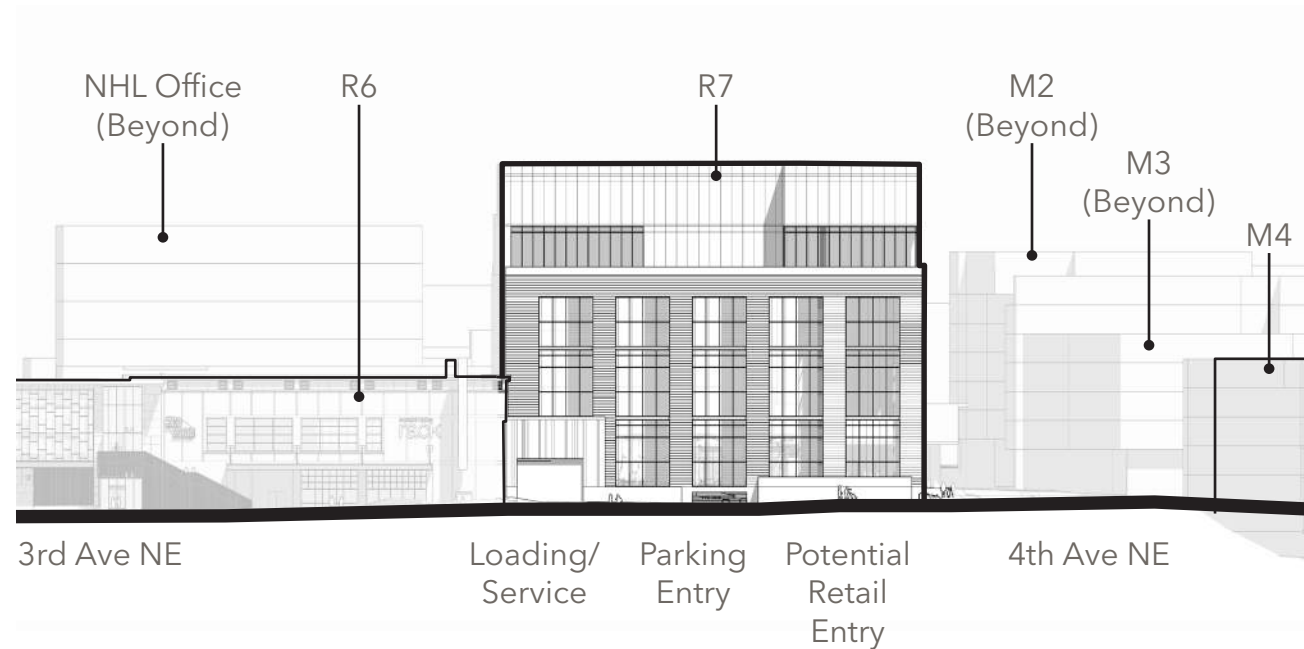 NHL Office
(Beyond)
R6
R7
M2
(Beyond)
M3
(Beyond)
M4
3rd Ave NE
Loading/
Service
Parking
Entry
Potential
Retail
Entry
4th Ave NE